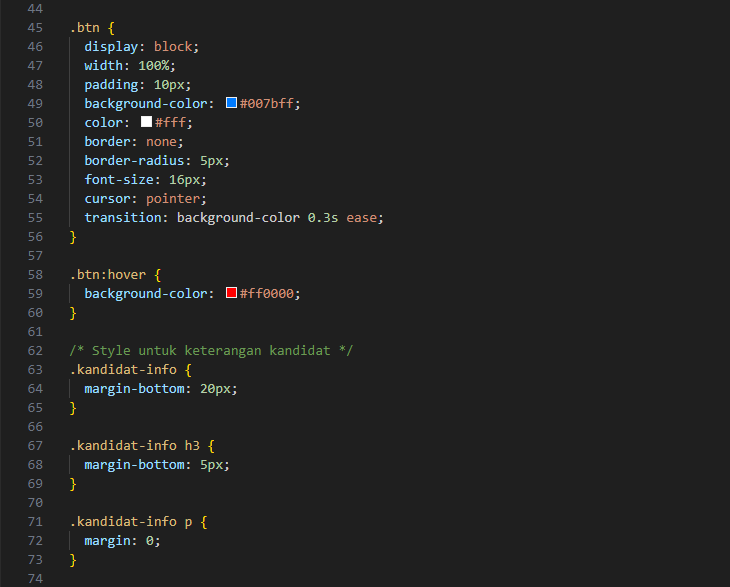 44
45 .btn {
46 display: block;
47 width: 100%;
48 padding: 10px;
49 background-color: #007bff;
50 color: #fff;
51 border: none;
52 border-radius: 5px;
53 font-size: 16px;
54 cursor: pointer;
55 transition: background-color 0.3s ease;
56 }
57
58 .btn:hover {
59 background-color: #ff0000;
60 }
61
62 /* Style untuk keterangan kandidat */
63 .kandidat-info {
64 margin-bottom: 20px;
65 }
66
67 .kandidat-info h3 {
68 margin-bottom: 5px;
69 }
70
71 .kandidat-info p {
72 margin: 0;
73 }
74